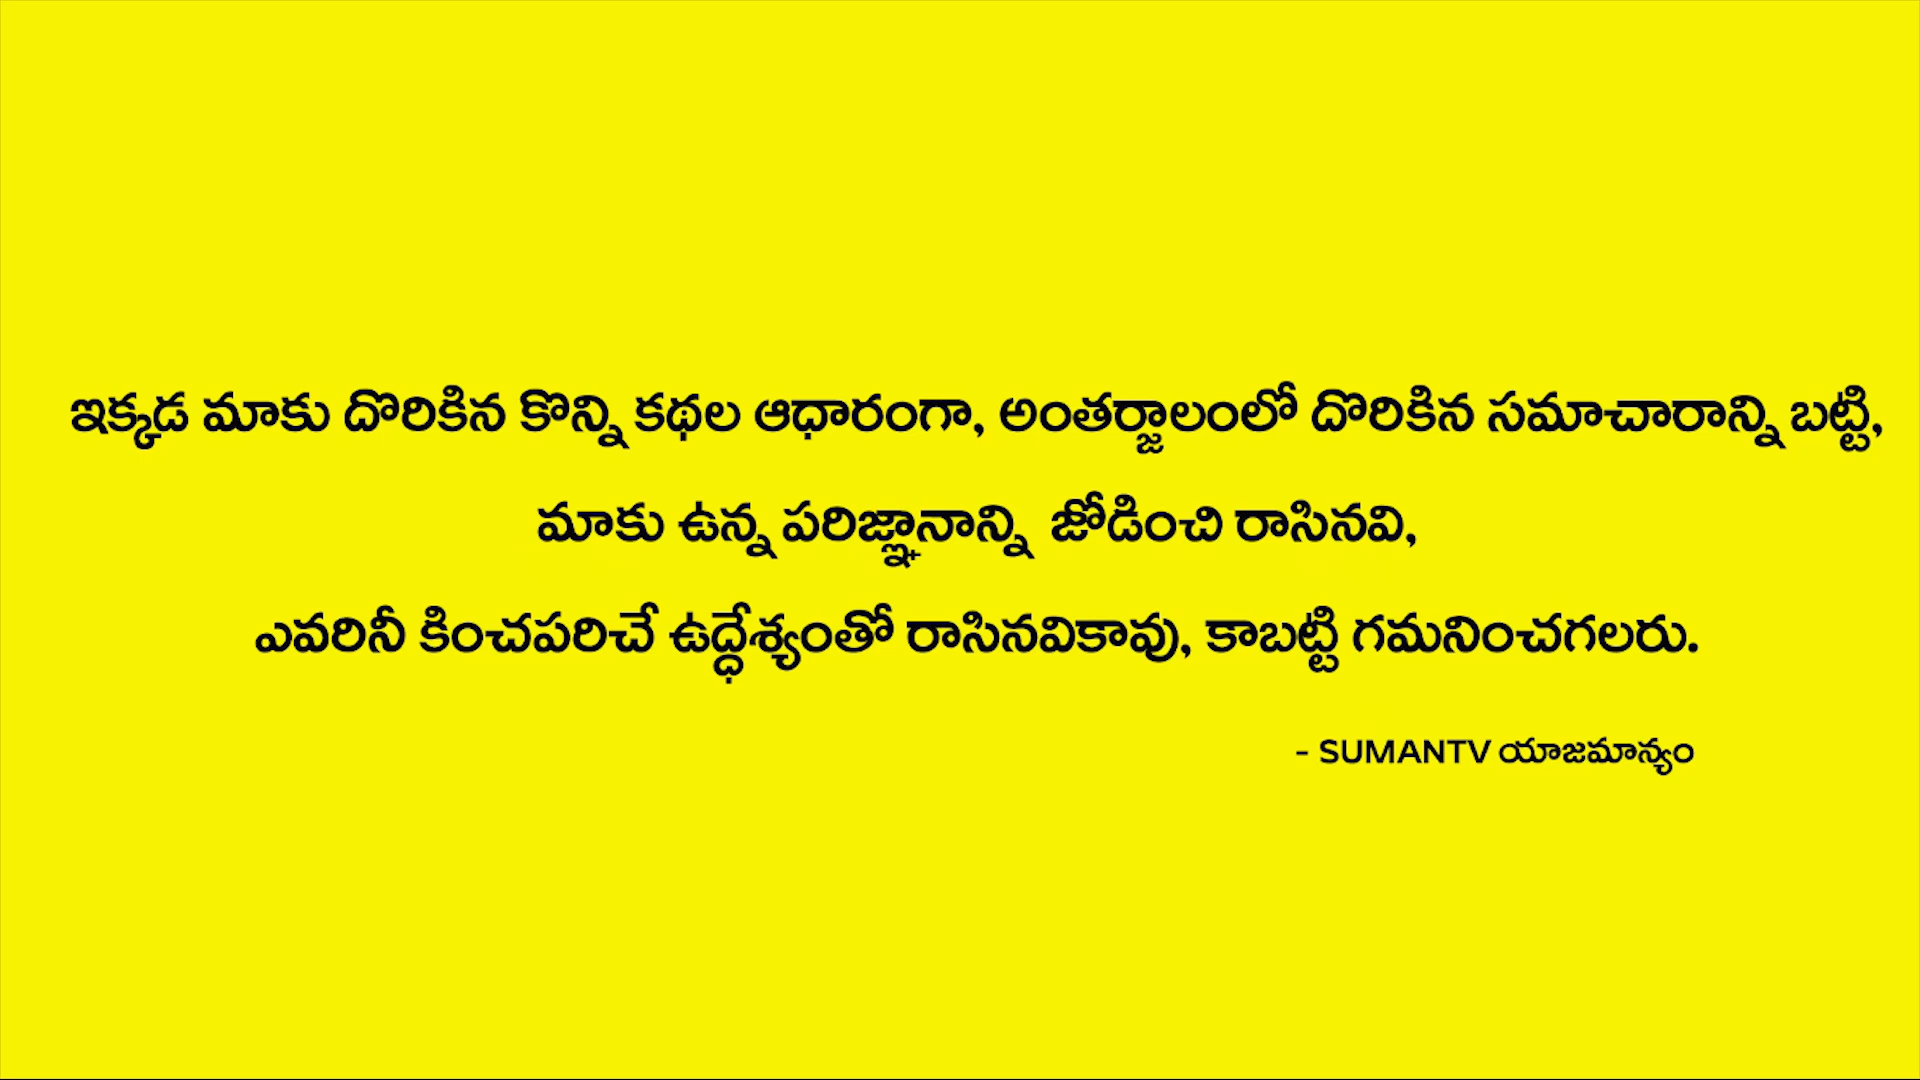 ఇక్కడ మాకు దొరికిన కొన్ని కథల ఆధారంగా, అంతర్జాలంలో దొరికిన సమాచారాన్ని బట్టి,
మాకు ఉన్న పరిజ్ఞానాన్ని జోడించి రాసినవి,
ఎవరినీ కించపరిచే ఉద్ధేశ్యంతో రాసినవికావు, కాబట్టి గమనించగలరు.
- SUMANTV యాజమాన్యం